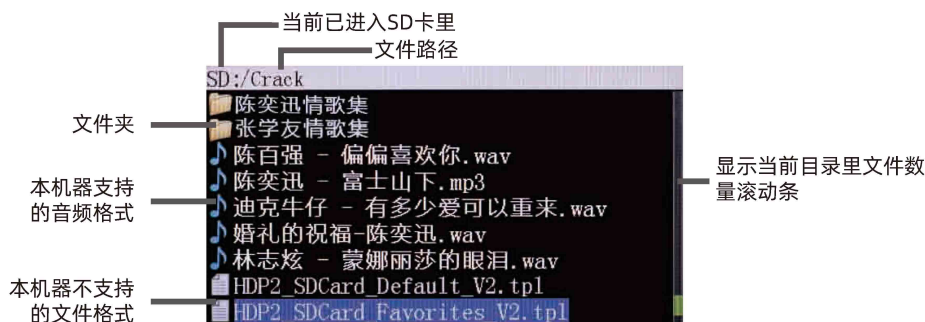 当前已进入SD卡里
文件路径
SD:/Crack
陈奕迅情歌集
文件夹
张学友情歌集
陈百强 - 偏偏喜欢你.wav
陈奕迅 - 富士山下.mp3
显示当前目录里文件数
量滚动条
本机器支持
的音频格式
迪克牛仔 - 有多少爱可以重来.wav
婚礼的祝福-陈奕迅.wav
林志炫 - 蒙娜丽莎的眼泪.wav
HDP2_SDCard_Default_V2.tpl
本机器不支持
的文件格式
HDP2_SDCard_Favorites_V2.tpl